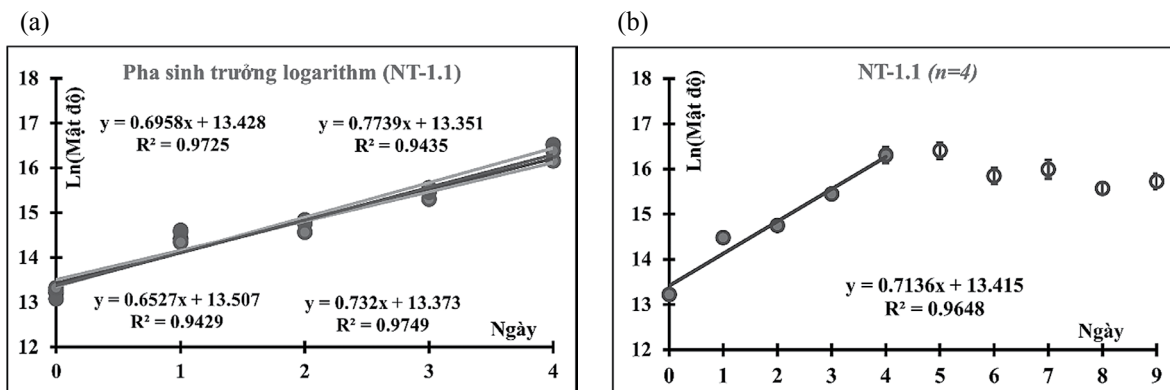 (a)
Pha sinh trưởng logarithm (NT-1.1)
Ln(Mật độ)
18
17
16
15
14
13
12
y = 0.6958x + 13.428
R² = 0.9725
y = 0.7739x + 13.351
R² = 0.9435
y = 0.6527x + 13.507
R² = 0.9429
y = 0.732x + 13.373
R² = 0.9749
Ngày
0 1 2 3 4
(b)
NT-1.1 (n=4)
Ln(Mật độ)
18
17
16
15
14
13
12
y = 0.7136x + 13.415
R² = 0.9648
Ngày
0 1 2 3 4 5 6 7 8 9